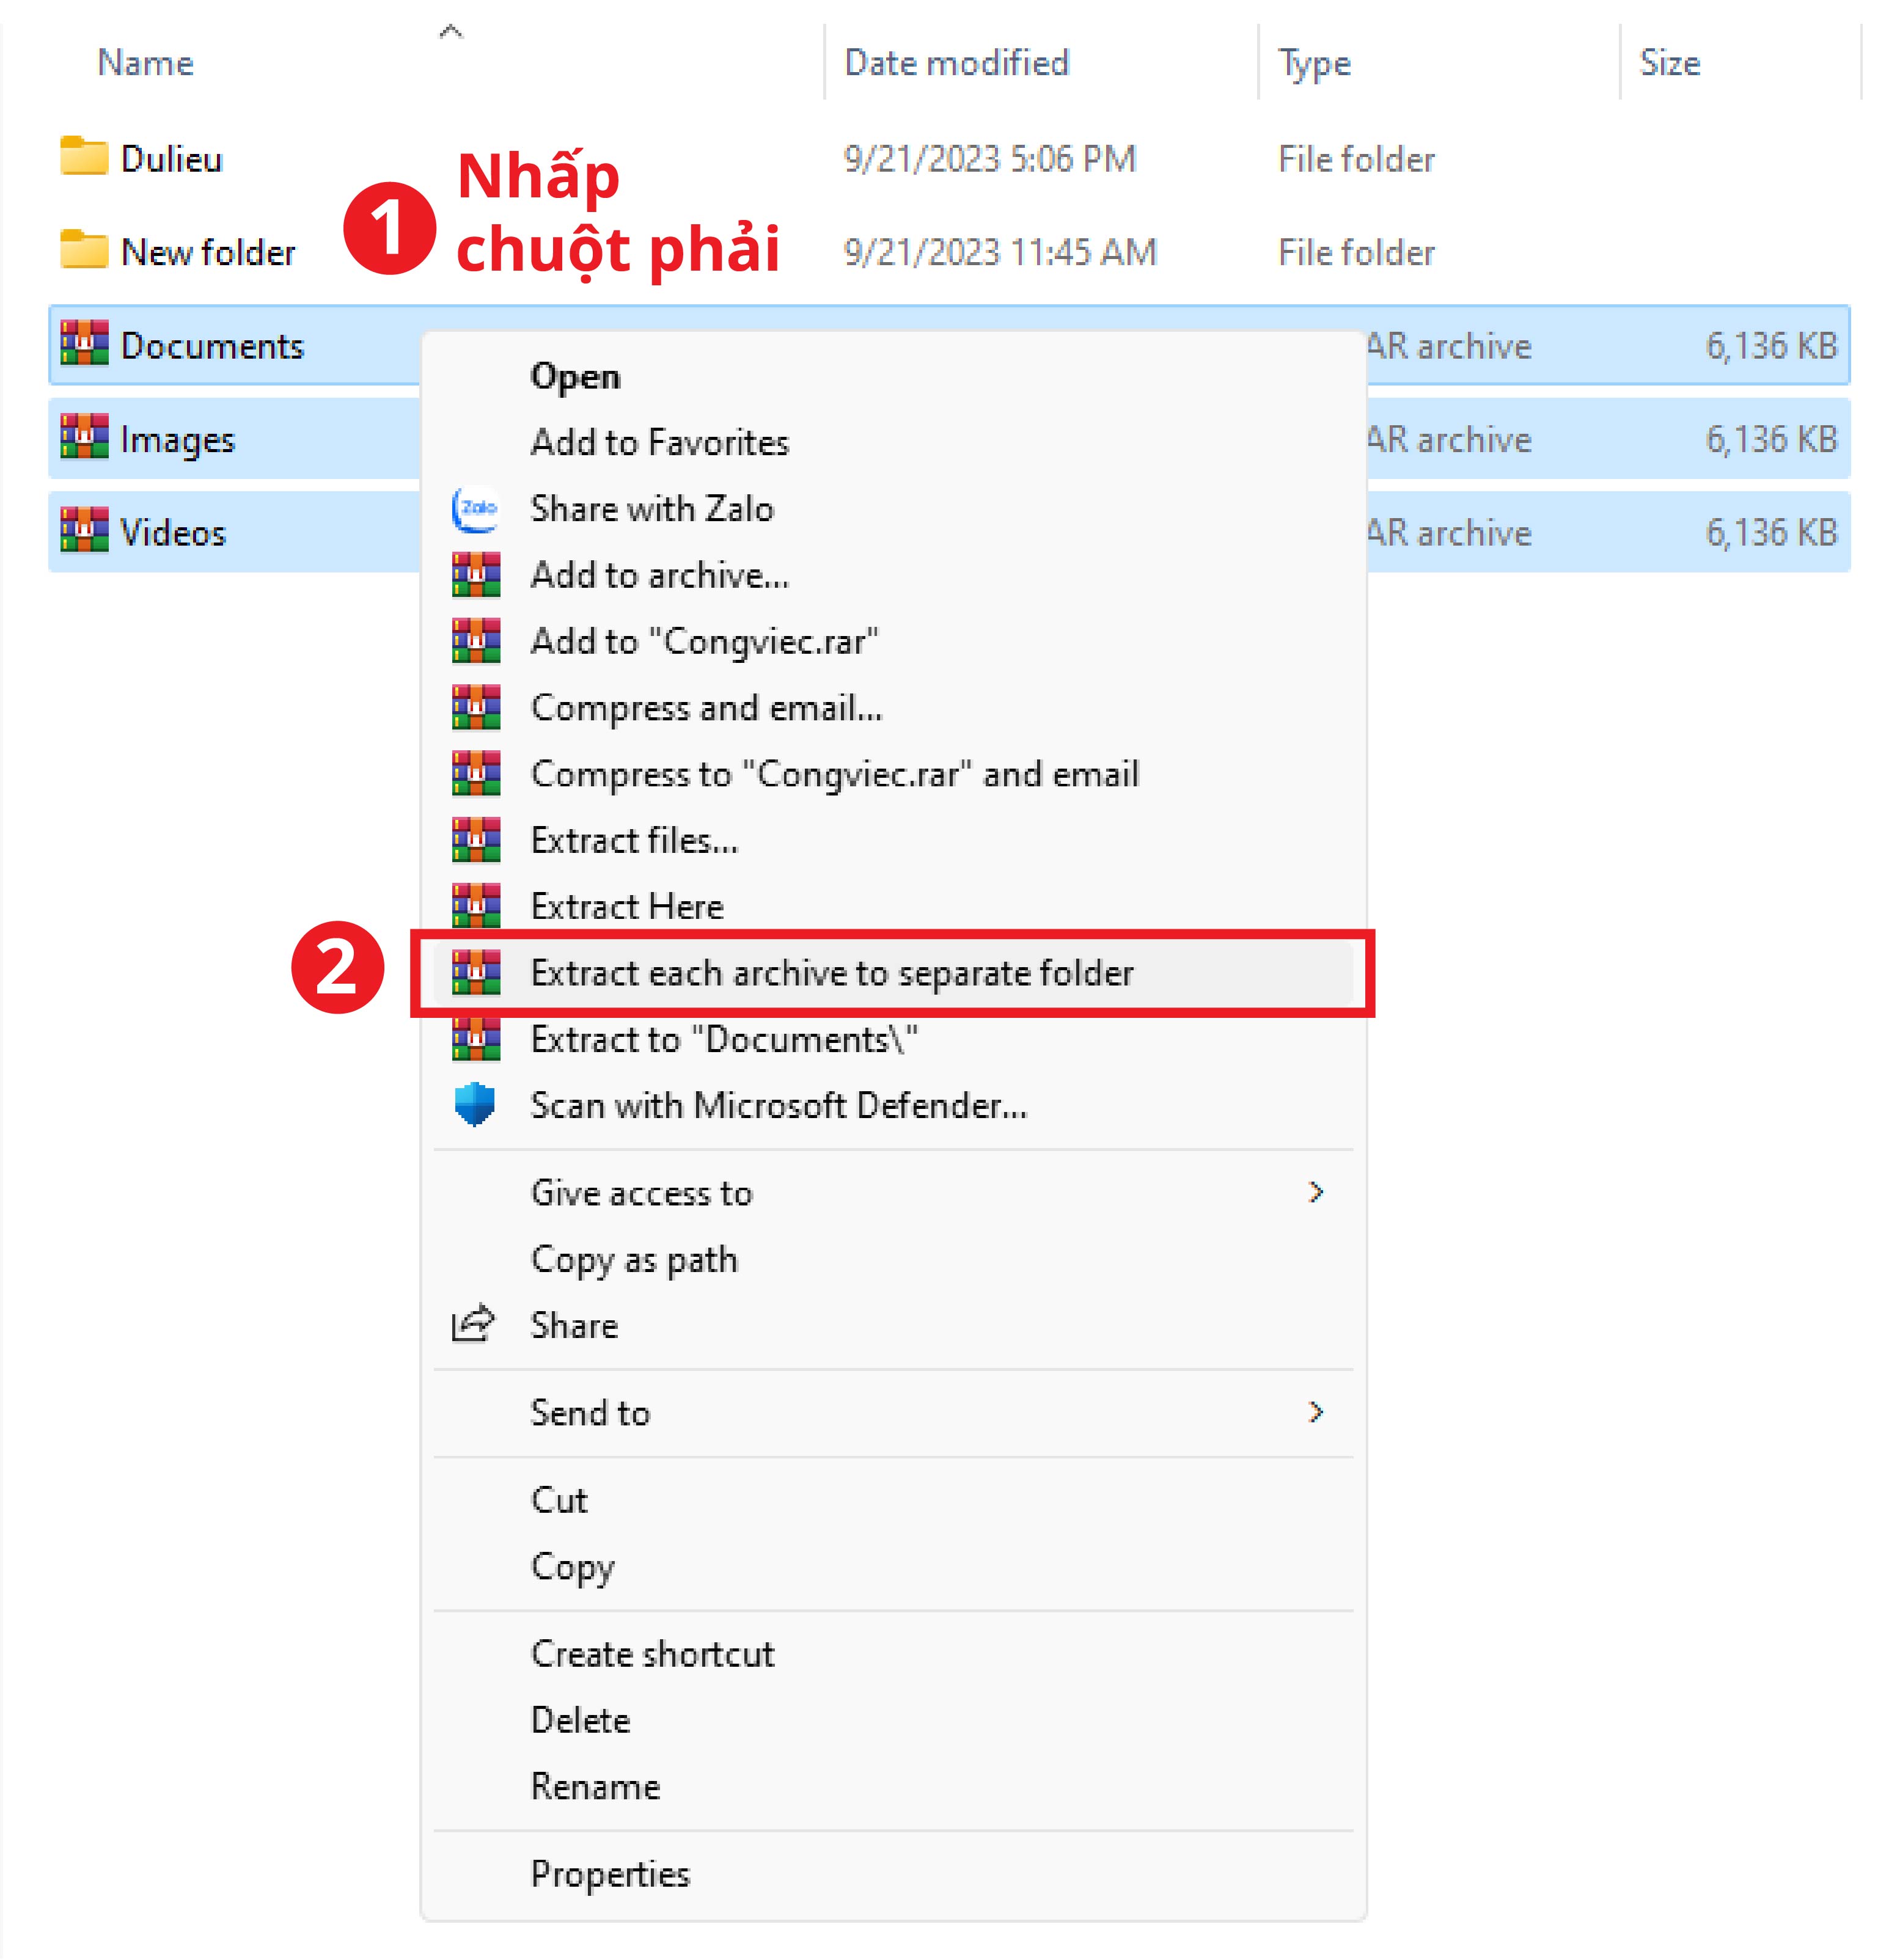 Name Date modified Type Size
Dulieu 9/21/2023 5:06 PM File folder
1 Nhấp
chuột phải
New folder 9/21/2023 11:45 AM File folder
Documents AR archive 6,136 KB
Images AR archive 6,136 KB
Videos AR archive 6,136 KB
Open
Add to Favorites
Zalo Share with Zalo
Add to archive...
Add to "Congviec.rar"
Compress and email...
Compress to "Congviec.rar" and email
Extract files...
Extract Here
2 Extract each archive to separate folder
Extract to "Documents\"
Scan with Microsoft Defender...
Give access to
Copy as path
Share
Send to
Cut
Copy
Create shortcut
Delete
Rename
Properties